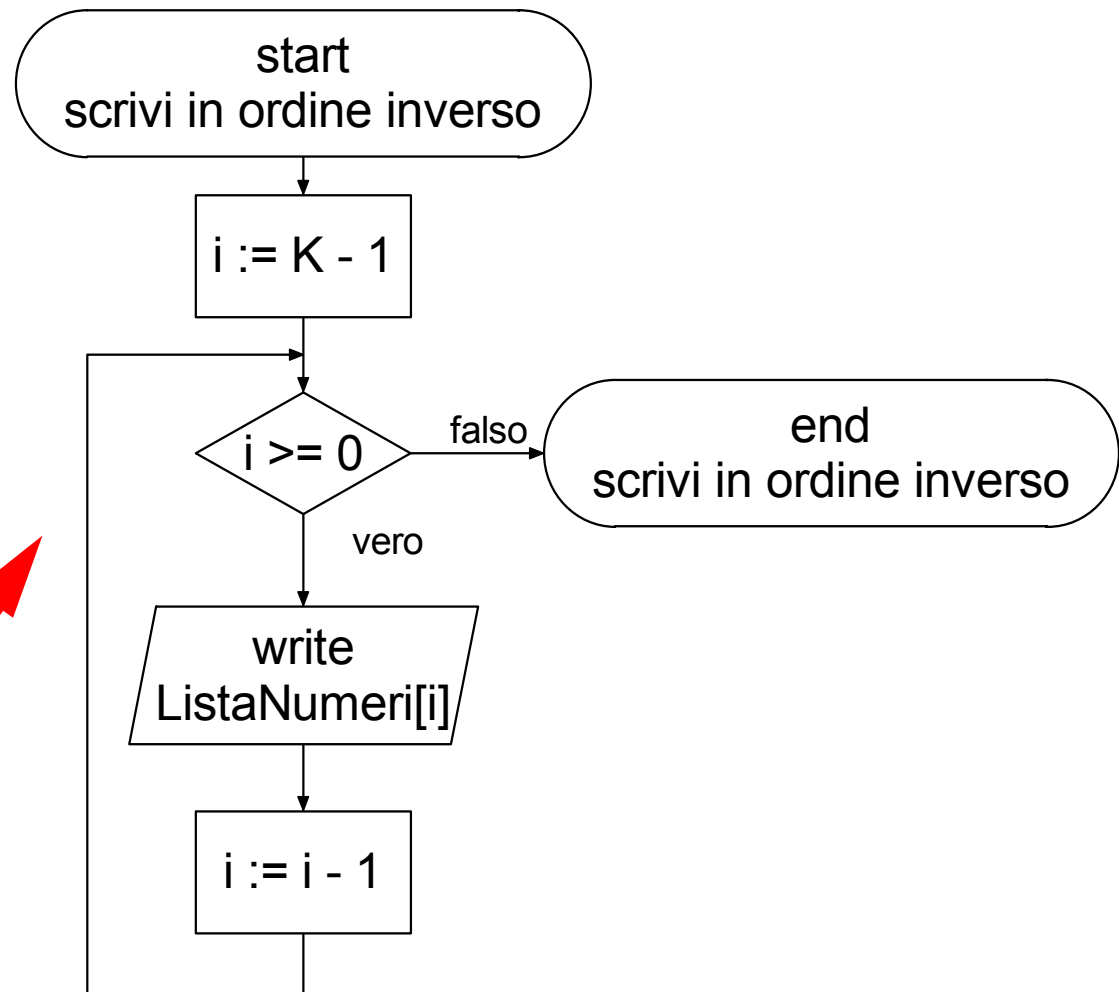 start
scrivi in ordine inverso
i := K - 1
i >= 0
falso
end
scrivi in ordine inverso
vero
write
ListaNumeri[i]
i := i - 1